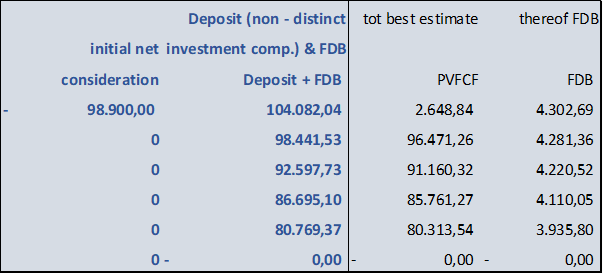 Deposit (non - distinct tot best estimate thereof FDB
initial net investment comp.) & FDB
consideration Deposit + FDB PVFCF FDB
- 98.900,00 104.082,04 2.648,84 4.302,69
0 98.441,53 96.471,26 4.281,36
0 92.597,73 91.160,32 4.220,52
0 86.695,10 85.761,27 4.110,05
0 80.769,37 80.313,54 3.935,80
0 - 0,00 - 0,00 - 0,00